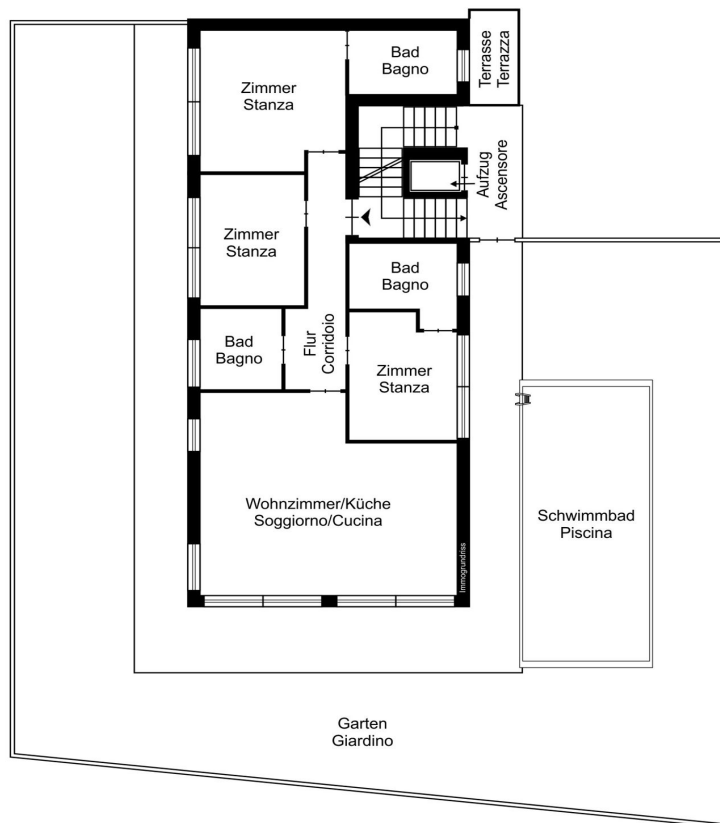 Zimmer
Stanza
Bad
Bagno
Terrasse
Terrazza
Aufzug
Ascensore
Zimmer
Stanza
Bad
Bagno
Bad
Bagno
Flur
Corridoio
Zimmer
Stanza
Wohnzimmer/Küche
Soggiorno/Cucina
Immogrundriss
Schwimmbad
Piscina
Garten
Giardino